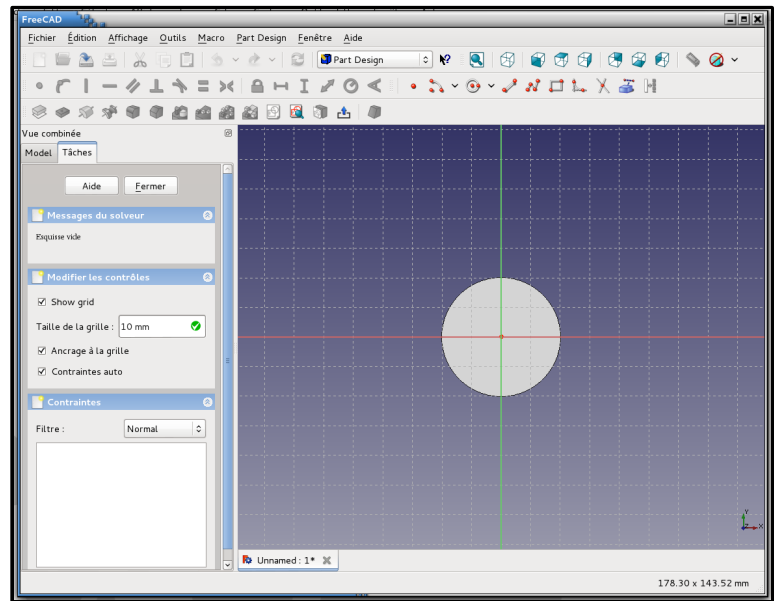 FreeCAD
Fichier Édition Affichage Outils Macro Part Design Fenêtre Aide
Part Design
Vue combinée
Model Tâches
Aide Fermer
Messages du solveur
Esquisse vide
Modifier les contrôles
Show grid
Taille de la grille : 10 mm
Ancrage à la grille
Contraintes auto
Contraintes
Filtre : Normal
Y
Z X
Unnamed : 1*
178.30 x 143.52 mm